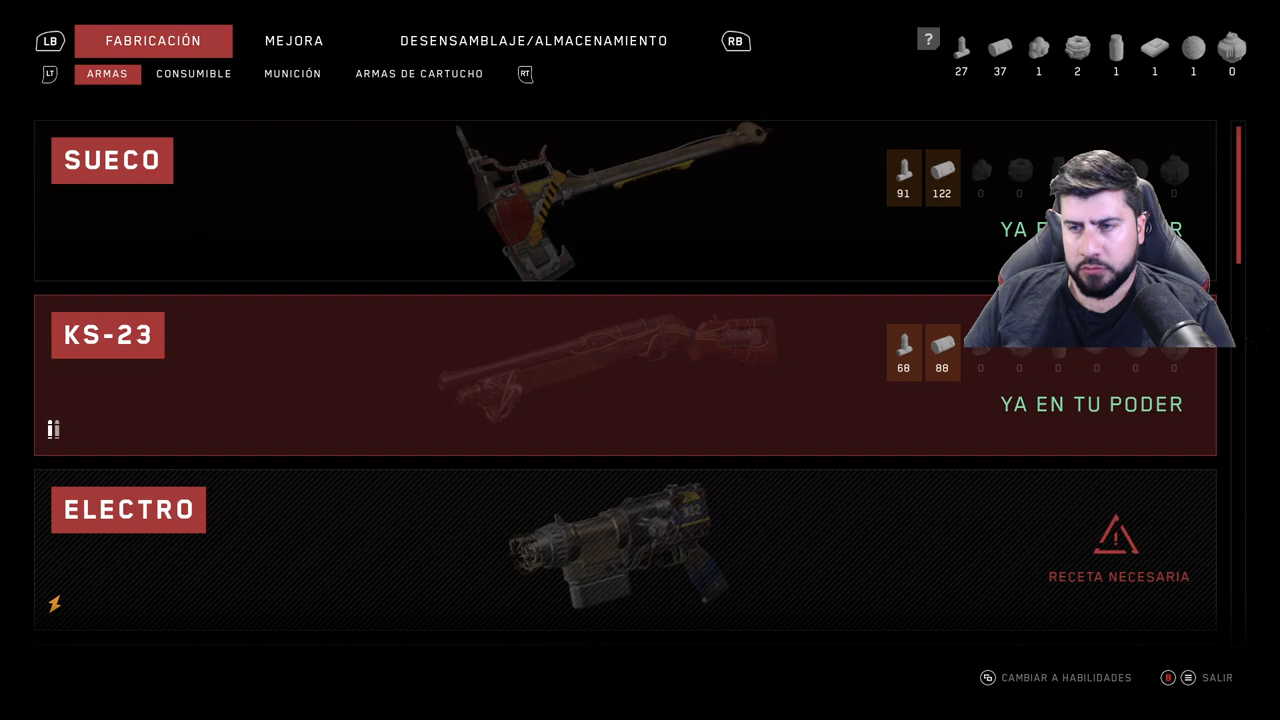 LB FABRICACIÓN MEJORA DESENSAMBLAJE/ALMACENAMIENTO RB ?
LT ARMAS CONSUMIBLE MUNICIÓN ARMAS DE CARTUCHO RT
27 37 1 2 1 1 1 0
SUECO
91 122 0 0 0
YA
KS-23
68 88 0 0 0 0 0 0
YA EN TU PODER
ELECTRO
332
RECETA NECESARIA
CAMBIAR A HABILIDADES B SALIR